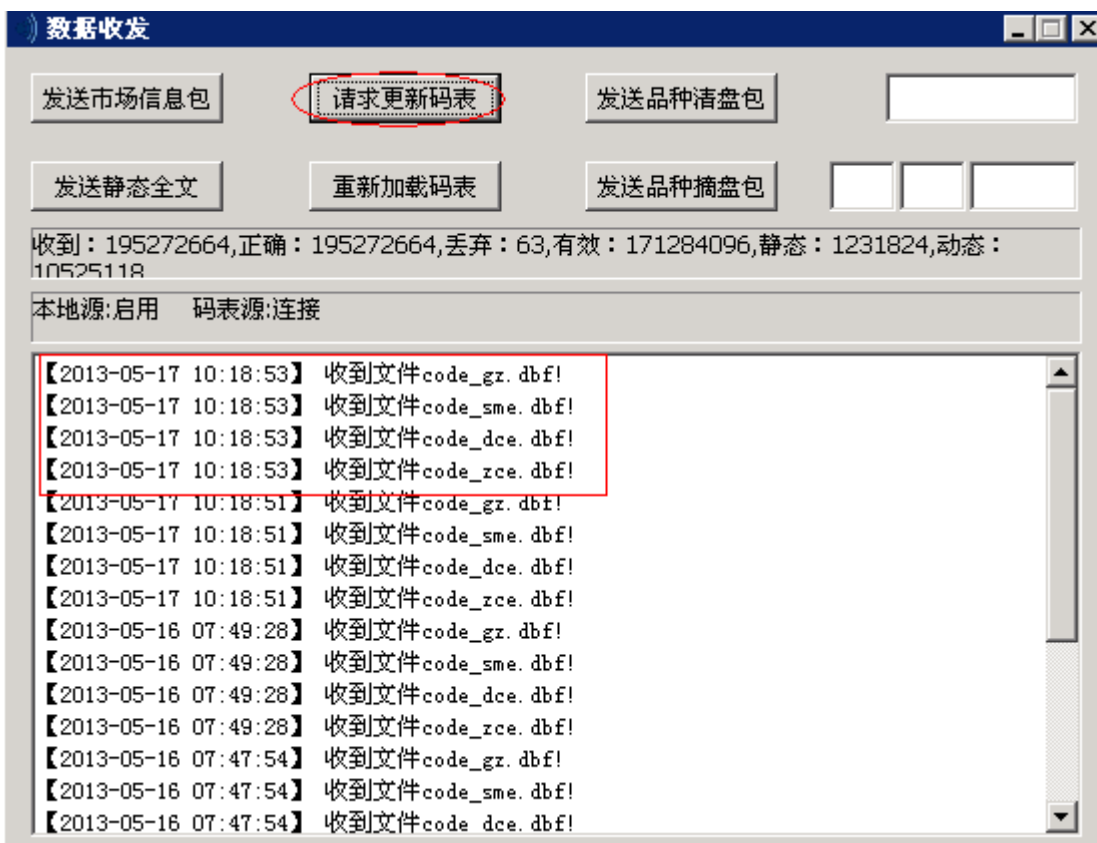 数据收发
发送市场信息包 请求更新码表 发送品种清盘包
发送静态全文 重新加载码表 发送品种摘盘包
收到：195272664,正确：195272664,丢弃：63,有效：171284096,静态：1231824,动态：
10525118
本地源:启用 码表源:连接
【2013-05-17 10:18:53】 收到文件code_gz.dbf!
【2013-05-17 10:18:53】 收到文件code_sme.dbf!
【2013-05-17 10:18:53】 收到文件code_dce.dbf!
【2013-05-17 10:18:53】 收到文件code_zce.dbf!
【2013-05-17 10:18:51】 收到文件code_gz.dbf!
【2013-05-17 10:18:51】 收到文件code_sme.dbf!
【2013-05-17 10:18:51】 收到文件code_dce.dbf!
【2013-05-17 10:18:51】 收到文件code_zce.dbf!
【2013-05-16 07:49:28】 收到文件code_gz.dbf!
【2013-05-16 07:49:28】 收到文件code_sme.dbf!
【2013-05-16 07:49:28】 收到文件code_dce.dbf!
【2013-05-16 07:49:28】 收到文件code_zce.dbf!
【2013-05-16 07:47:54】 收到文件code_gz.dbf!
【2013-05-16 07:47:54】 收到文件code_sme.dbf!
【2013-05-16 07:47:54】 收到文件code_dce.dbf!